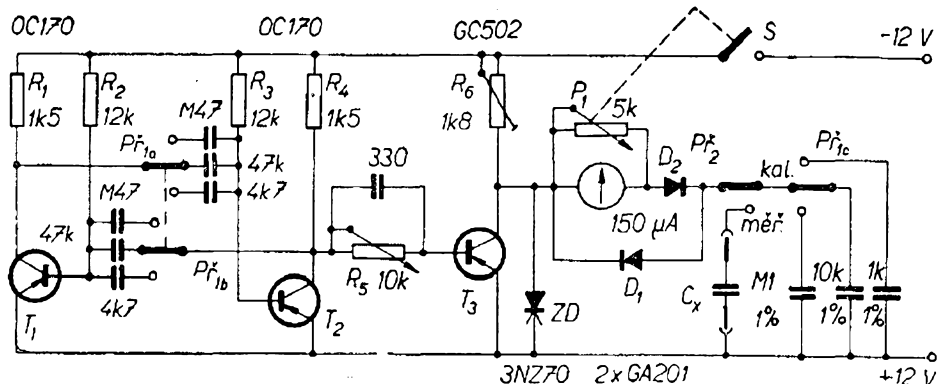 OC170 OC170 GC502
S -12 V
R1 1k5
R2 12k
M47
R3 12k
R4 1k5
R6 1k8
P1 5k
Př1a
47k
4k7
330
D2
Př2
Př1c
kal.
M47
47k
4k7
Př1b
R5 10k
150 µA
měř.
D1
T1
T2
T3
ZD
Cx
M1 1%
10k 1%
1k 1%
3NZ70 2xGA201 +12 V